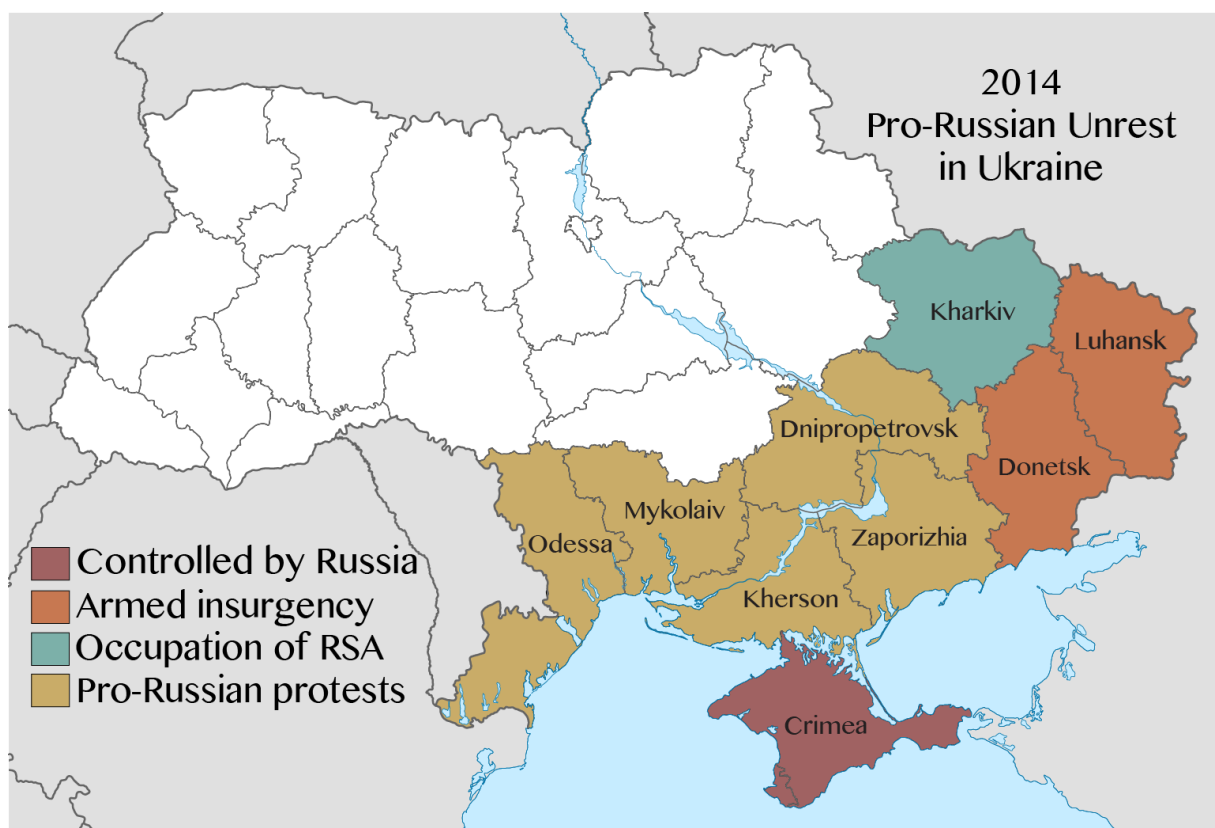 2014
Pro-Russian Unrest
in Ukraine
Kharkiv
Luhansk
Dnipropetrovsk
Donetsk
Mykolaiv
Odessa
Zaporizhia
Kherson
Crimea
Controlled by Russia
Armed insurgency
Occupation of RSA
Pro-Russian protests